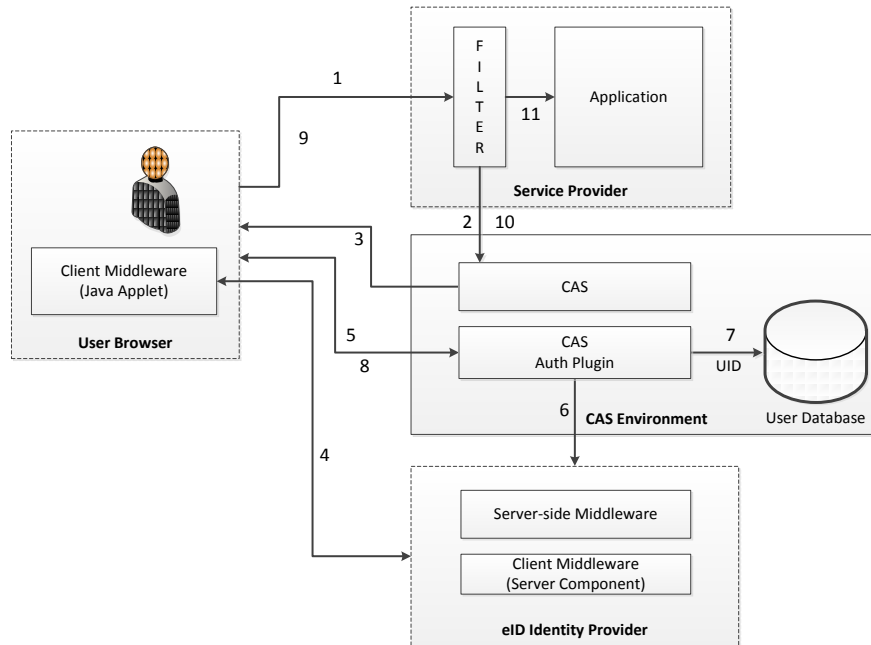 1
9
F
I
L
T
E
R
11
Application
Service Provider
2 10
3
Client Middleware
(Java Applet)
User Browser
CAS
5
8
CAS
Auth Plugin
7
UID
User Database
6
CAS Environment
4
Server-side Middleware
Client Middleware
(Server Component)
eID Identity Provider